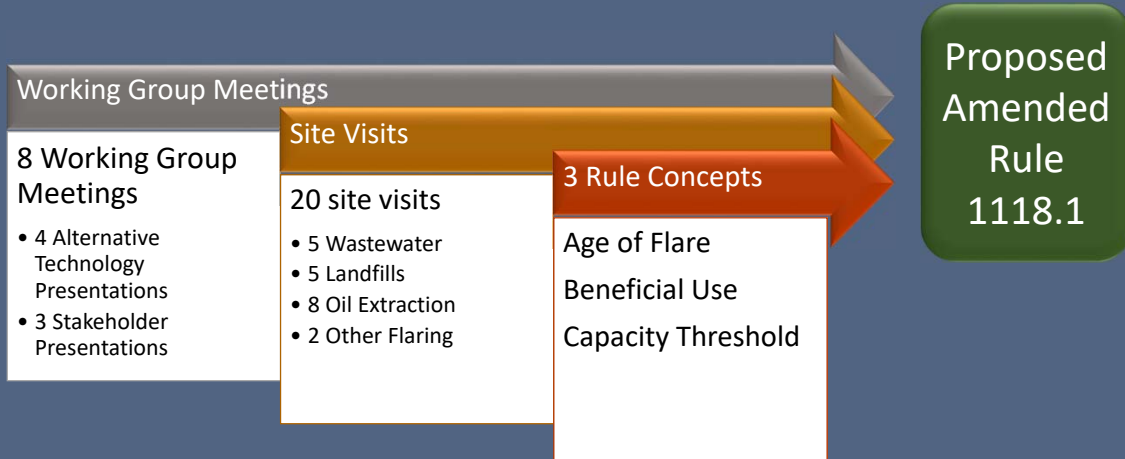 Working Group Meetings
8 Working Group
Meetings
• 4 Alternative
Technology
Presentations
• 3 Stakeholder
Presentations
Site Visits
20 site visits
• 5 Wastewater
• 5 Landfills
• 8 Oil Extraction
• 2 Other Flaring
3 Rule Concepts
Age of Flare
Beneficial Use
Capacity Threshold
Proposed
Amended
Rule
1118.1